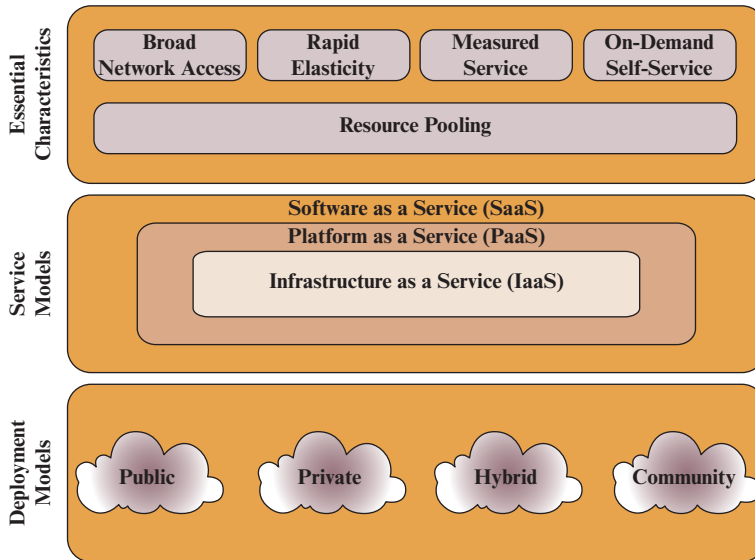 Essential
Characteristics
Broad
Network Access
Rapid
Elasticity
Measured
Service
On-Demand
Self-Service
Resource Pooling
Service
Models
Software as a Service (SaaS)
Platform as a Service (PaaS)
Infrastructure as a Service (IaaS)
Deployment
Models
Public
Private
Hybrid
Community